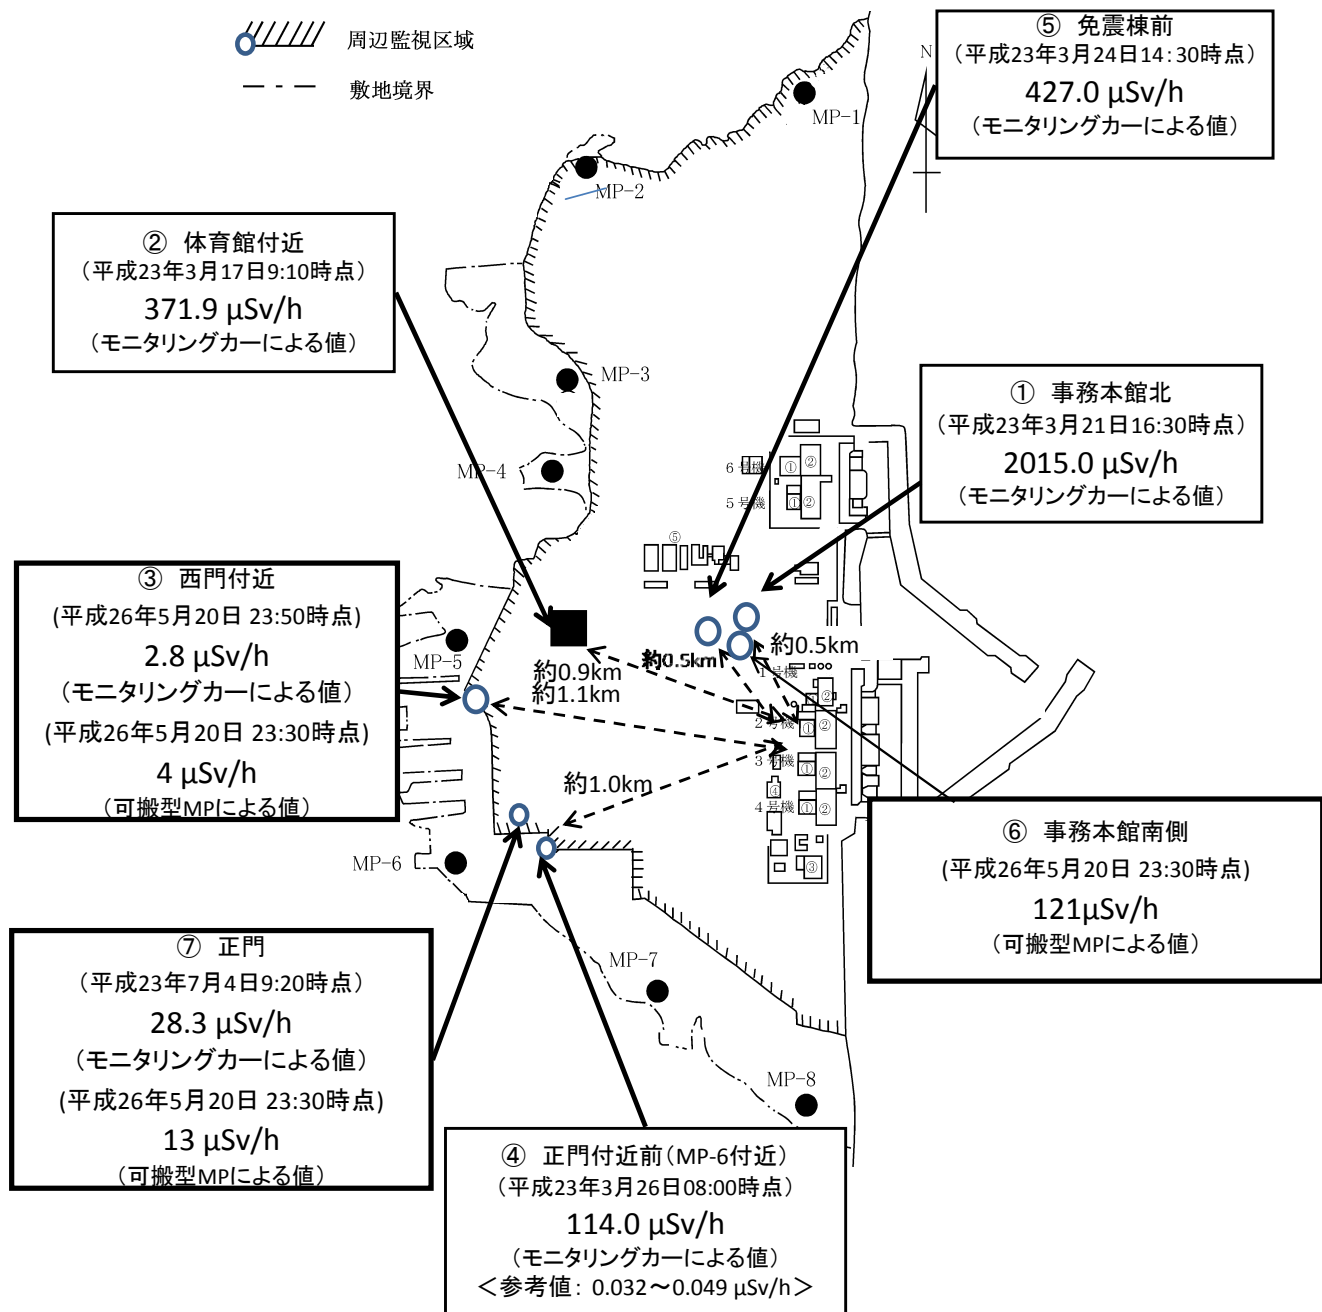 周辺監視区域
敷地境界
⑤ 免震棟前
(平成23年3月24日14:30時点)
427.0 μSv/h
(モニタリングカーによる値)
N
MP-1
MP-2
② 体育館付近
(平成23年3月17日9:10時点)
371.9 μSv/h
(モニタリングカーによる値)
MP-3
① 事務本館北
(平成23年3月21日16:30時点)
2015.0 μSv/h
(モニタリングカーによる値)
MP-4
6号機
① ②
5号機
① ②
⑤
③ 西門付近
(平成26年5月20日 23:50時点)
2.8 μSv/h
(モニタリングカーによる値)
(平成26年5月20日 23:30時点)
4 μSv/h
(可搬型MPによる値)
MP-5
約0.5km
約0.5km
約0.9km
約1.1km
1号機
②
2号機
① ②
3号機
① ②
約1.0km
④
4号機
① ②
③
MP-6
⑥ 事務本館南側
(平成26年5月20日 23:30時点)
121μSv/h
(可搬型MPによる値)
⑦ 正門
(平成23年7月4日9:20時点)
28.3 μSv/h
(モニタリングカーによる値)
(平成26年5月20日 23:30時点)
13 μSv/h
(可搬型MPによる値)
MP-7
MP-8
④ 正門付近前(MP-6付近)
(平成23年3月26日08:00時点)
114.0 μSv/h
(モニタリングカーによる値)
＜参考値: 0.032～0.049 μSv/h＞